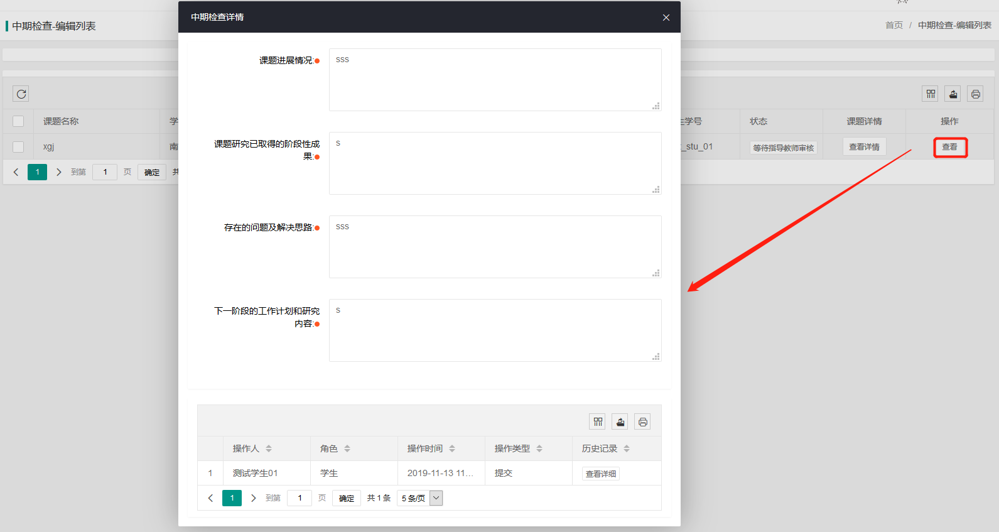 中期检查详情
中期检查-编辑列表
首页 / 中期检查-编辑列表
课题进展情况:
sss
课题名称
学
生学号
状态
课题详情
操作
xgj
南
_stu_01
等待指导教师审核
查看详情
查看
课题研究已取得的阶段性成
果:
s
1
到第
1
页
确定
共
存在的问题及解决思路:
sss
下一阶段的工作计划和研究
内容:
s
操作人
角色
操作时间
操作类型
历史记录
1
测试学生01
学生
2019-11-13 11...
提交
查看详细
1
到第
1
页
确定
共 1 条
5 条/页